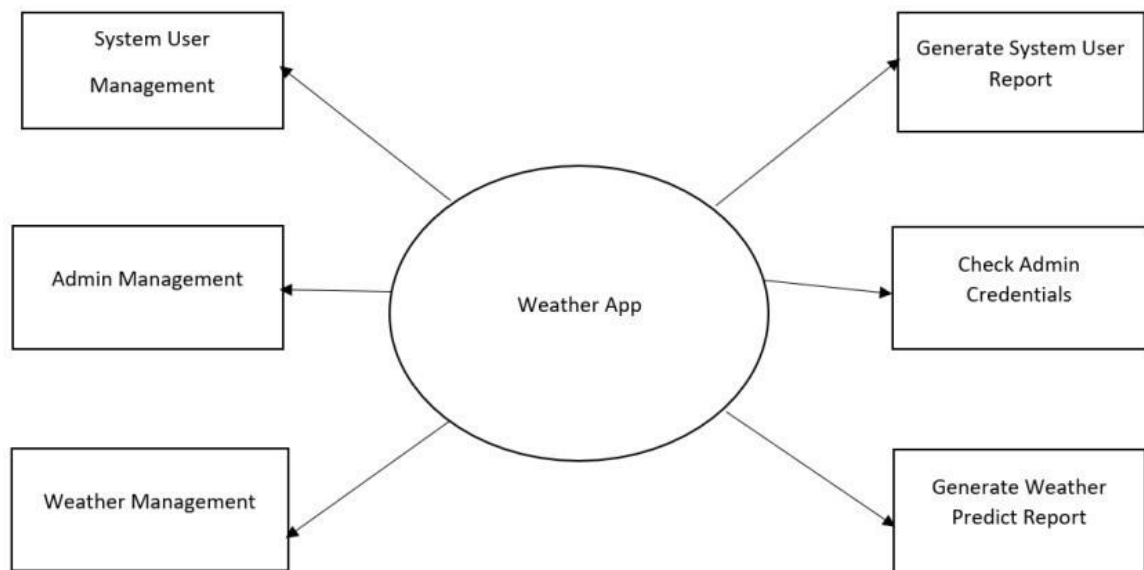 System User
Management
Generate System User
Report
Admin Management
Weather App
Check Admin
Credentials
Weather Management
Generate Weather
Predict Report